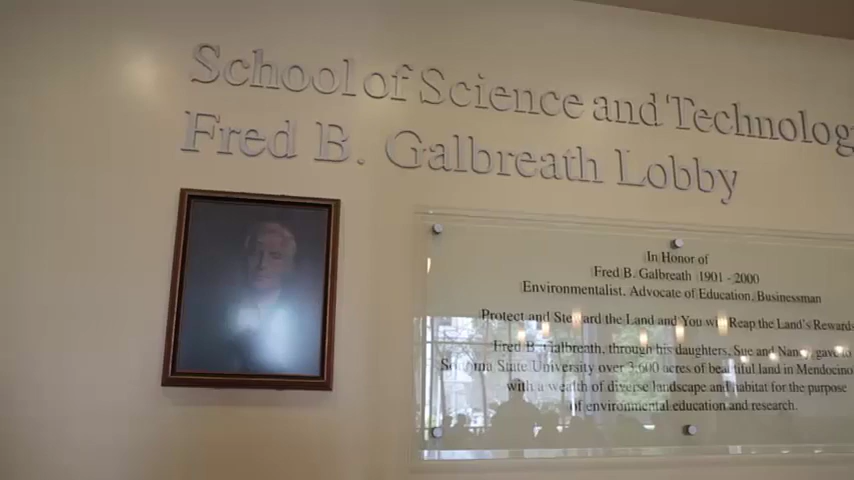 School of Science and Technolog
Fred B. Galbreath Lobby
In Honor of
Fred B. Galbreath 1901 - 2000
Environmentalist, Advocate of Education, Businessman
Protect and Steward the Land and You will Reap the Land's Rewards
Fred B. Galbreath, through his daughters, Sue and Nancy, gave to
Sonoma State University over 3,600 acres of beautiful land in Mendocino
with a wealth of diverse landscape and habitat for the purpose
of environmental education and research.